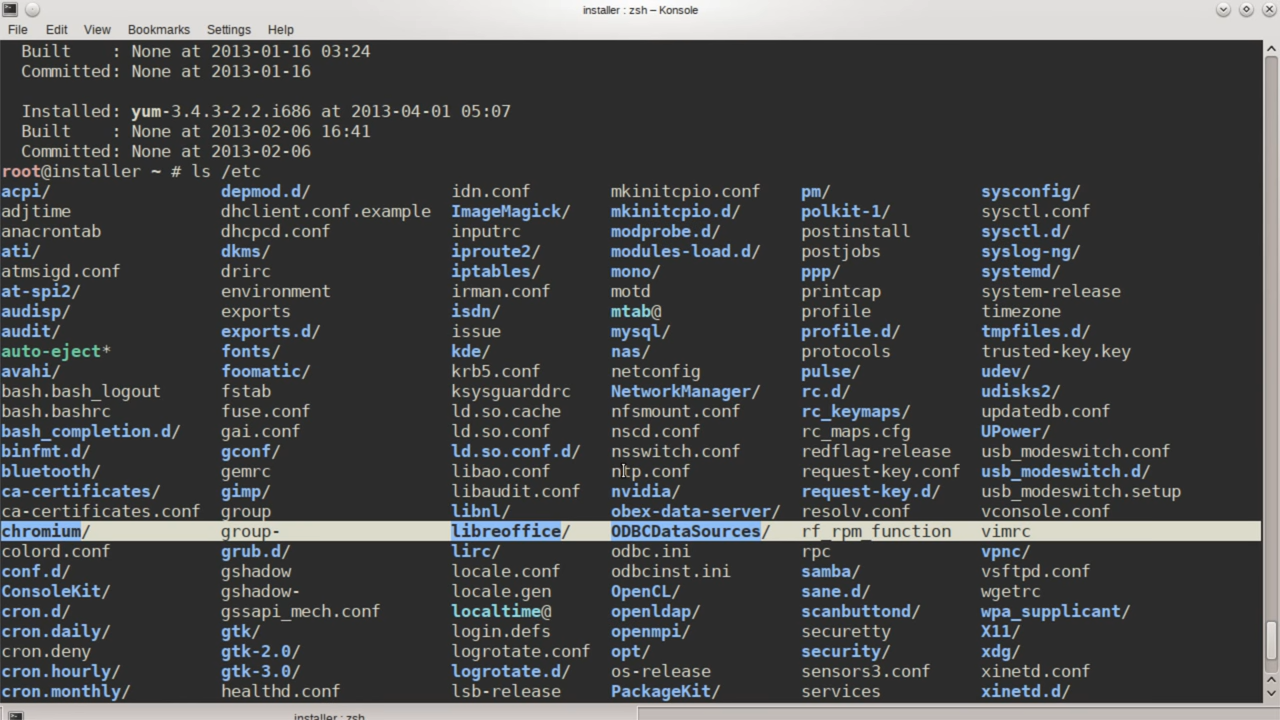 installer : zsh – Konsole
File Edit View Bookmarks Settings Help
Built : None at 2013-01-16 03:24
Committed: None at 2013-01-16
Installed: yum-3.4.3-2.2.i686 at 2013-04-01 05:07
Built : None at 2013-02-06 16:41
Committed: None at 2013-02-06
root@installer ~ # ls /etc
acpi/ depmod.d/ idn.conf mkinitcpio.conf pm/ sysconfig/
adjtime dhclient.conf.example ImageMagick/ mkinitcpio.d/ polkit-1/ sysctl.conf
anacrontab dhcpcd.conf inputrc modprobe.d/ postinstall sysctl.d/
ati/ dkms/ iproute2/ modules-load.d/ postjobs syslog-ng/
atmsigd.conf drirc iptables/ mono/ ppp/ systemd/
at-spi2/ environment irman.conf motd printcap system-release
audisp/ exports isdn/ mtab@ profile timezone
audit/ exports.d/ issue mysql/ profile.d/ tmpfiles.d/
auto-eject* fonts/ kde/ nas/ protocols trusted-key.key
avahi/ foomatic/ krb5.conf netconfig pulse/ udev/
bash.bash_logout fstab ksysguarddrc NetworkManager/ rc.d/ udisks2/
bash.bashrc fuse.conf ld.so.cache nfsmount.conf rc_keymaps/ updatedb.conf
bash_completion.d/ gai.conf ld.so.conf nscd.conf rc_maps.cfg UPower/
binfmt.d/ gconf/ ld.so.conf.d/ nsswitch.conf redflag-release usb_modeswitch.conf
bluetooth/ gemrc libao.conf ntp.conf request-key.conf usb_modeswitch.d/
ca-certificates/ gimp/ libaudit.conf nvidia/ request-key.d/ usb_modeswitch.setup
ca-certificates.conf group libnl/ obex-data-server/ resolv.conf vconsole.conf
chromium/ group- libreoffice/ ODBCDataSources/ rf_rpm_function vimrc
colord.conf grub.d/ lirc/ odbc.ini rpc vpnc/
conf.d/ gshadow locale.conf odbcinst.ini samba/ vsftpd.conf
ConsoleKit/ gshadow- locale.gen OpenCL/ sane.d/ wgetrc
cron.d/ gssapi_mech.conf localtime@ openldap/ scanbuttond/ wpa_supplicant/
cron.daily/ gtk/ login.defs openmpi/ securetty X11/
cron.deny gtk-2.0/ logrotate.conf opt/ security/ xdg/
cron.hourly/ gtk-3.0/ logrotate.d/ os-release sensors3.conf xinetd.conf
cron.monthly/ healthd.conf lsb-release PackageKit/ services xinetd.d/
installer : zsh